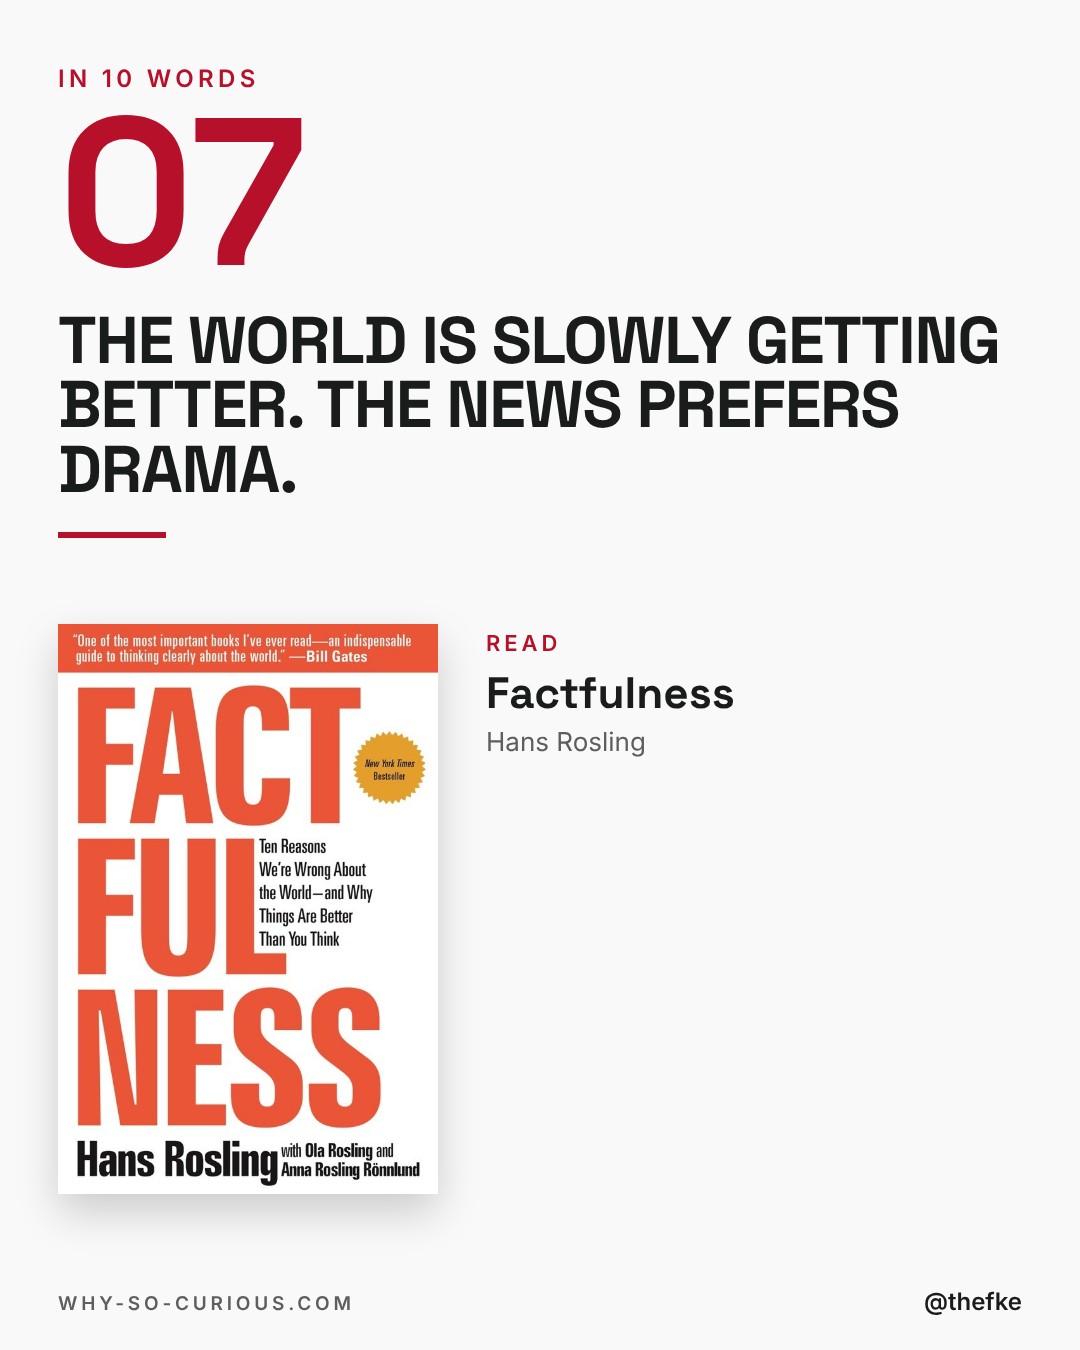 IN 10 WORDS
07
THE WORLD IS SLOWLY GETTING
BETTER. THE NEWS PREFERS
DRAMA.
"One of the most important books I've ever read—an indispensable
guide to thinking clearly about the world." —Bill Gates
FACT
New York Times
Bestseller
FUL
Ten Reasons
We're Wrong About
the World—and Why
Things Are Better
Than You Think
NESS
Hans Rosling with Ola Rosling and
Anna Rosling Rönnlund
READ
Factfulness
Hans Rosling
WHY-SO-CURIOUS.COM
@thefke